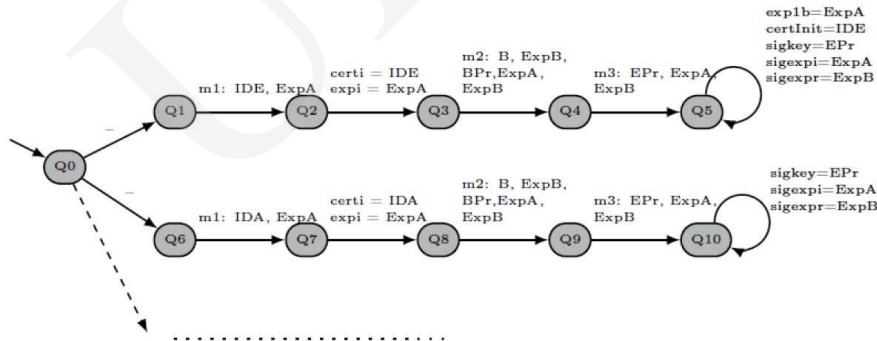 exp1b=ExpA
certInit=IDE
sigkey=EPr
sigexpi=ExpA
sigexpr=ExpB
m2: B, ExpB,
BPr,ExpA,
ExpB
certi = IDE
expi = ExpA
m3: EPr, ExpA,
ExpB
m1: IDE, ExpA
Q1
Q2
Q3
Q4
Q5
–
Q0
–
sigkey=EPr
sigexpi=ExpA
sigexpr=ExpB
m2: B, ExpB,
BPr,ExpA,
ExpB
certi = IDA
expi = ExpA
m3: EPr, ExpA,
ExpB
m1: IDA, ExpA
Q6
Q7
Q8
Q9
Q10